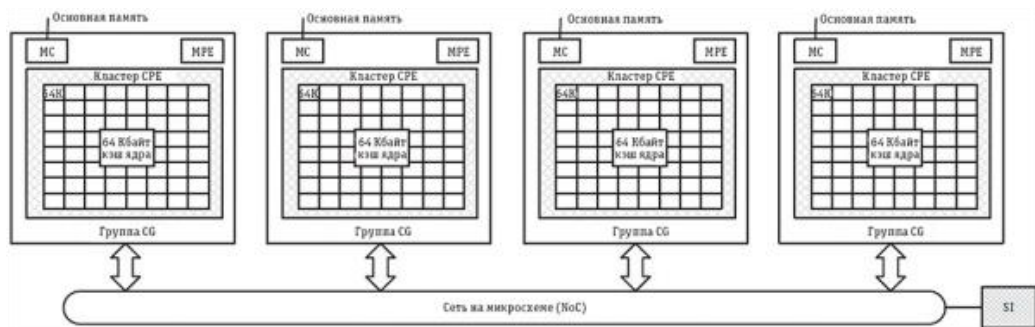 Основная память
Основная память
Основная память
Основная память
MC
MPE
MC
MPE
MC
MPE
MC
MPE
Кластер CPE
Кластер CPE
Кластер CPE
Кластер CPE
64K
64K
64K
64K
64 Кбайт
кэш ядра
64 Кбайт
кэш ядра
64 Кбайт
кэш ядра
64 Кбайт
кэш ядра
Группа CG
Группа CG
Группа CG
Группа CG
Сеть на микросхеме (NoC)
SI